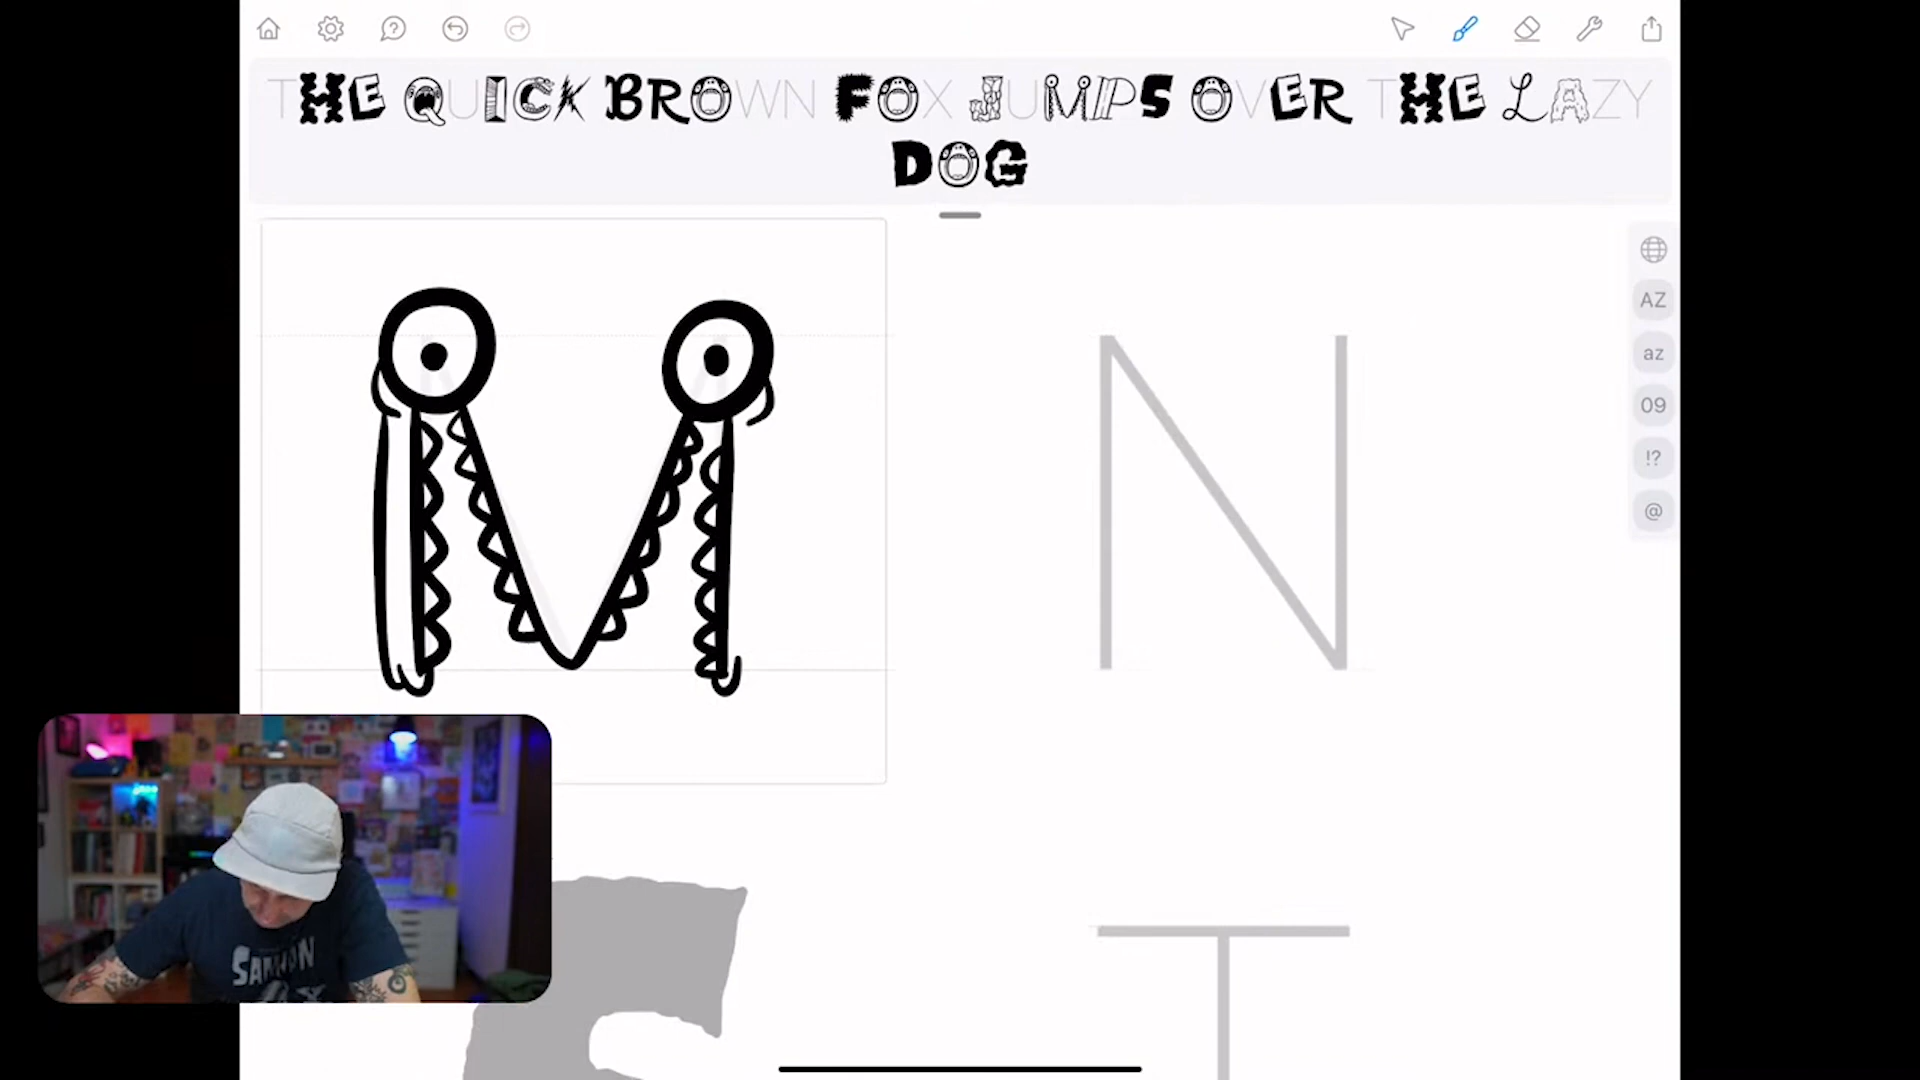 THE QUICK BROWN FOX JUMPS OVER THE LAZY
DOG
AZ
az
09
!?
@
M
N
S
T